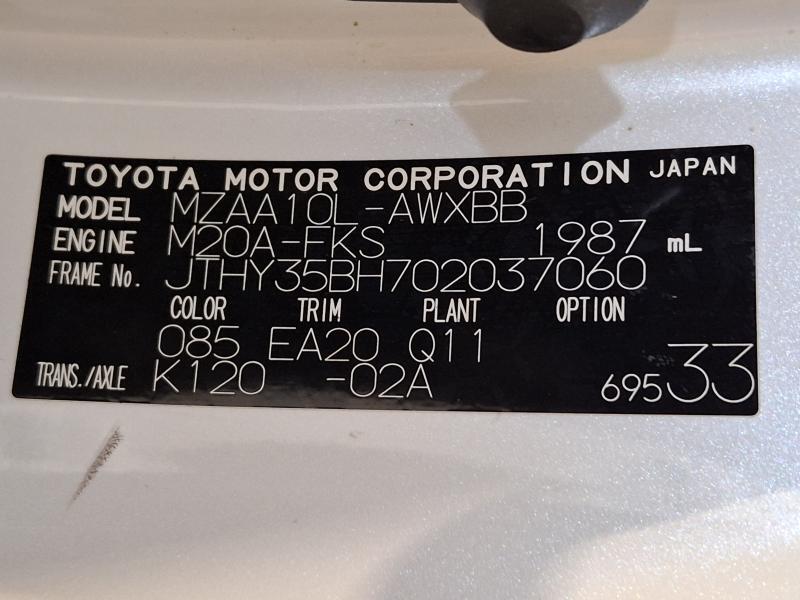 TOYOTA MOTOR CORPORATION JAPAN
MODEL MZAA10L-AWXBB
ENGINE M20A-FKS 1987 mL
FRAME No. JTHY35BH702037060
COLOR TRIM PLANT OPTION
085 EA20 Q11
TRANS./AXLE K120 -02A 69533